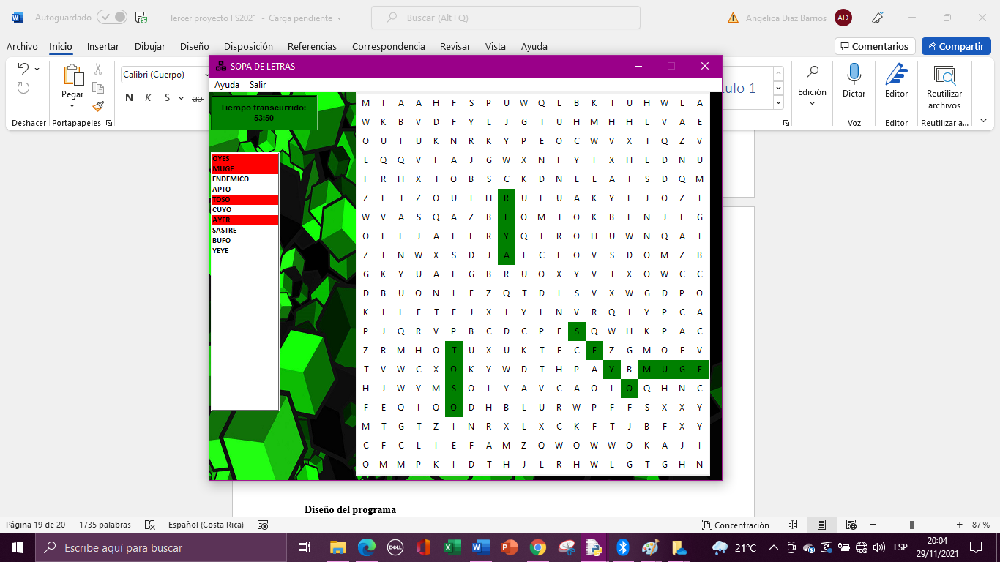 Autoguardado
Tercer proyecto IIS2021 - Carga pendiente
Buscar (Alt+Q)
Angelica Diaz Barrios
AD
Archivo Inicio Insertar Dibujar Diseño Disposición Referencias Correspondencia Revisar Vista Ayuda
Comentarios
Compartir
Calibri (Cuerpo)
Pegar
N K S ab
tulo 1
Edición
Dictar
Editor
Reutilizar archivos
Deshacer
Portapapeles
Voz
Editor
Reutilizar a...
SOPA DE LETRAS
Ayuda Salir
Tiempo transcurrido:
53:50
OYES
MUGE
ENDEMICO
APTO
TOSO
CUYO
AYER
SASTRE
BUFO
YEYE
M I A A H F S P U W Q L B K T U H W L A
W K B V D F Y L J G T U H M H H L V A E
O U I U K N R K Y P E O C W V X T Q Z V
E Q Q V F A J G W X N F Y I X H E D N U
F R H X T O B S C K D N E E A I S D Q M
Z E T Z O U I H R U E U A K Y F J O Z I
W V A S Q A Z B E O M T O K B E N J F G
O E E J A L F R Y Q I R O H U W N Q A I
Z I N W X S D J A I C F O V S D O M Z B
G K Y U A E G B R U O X Y V T X O W C C
D B U O N I E Z Q T D I S V X W G D P O
K I L E T F J X I Y L N V R Q I Y P C A
P J Q R V P B C D C P E S Q W H K P A C
Z R M H O T U X U K T F C E Z G M O F V
T V W C X O K Y W D T H P A Y B M U G E
H J W Y M S O I Y A V C A O I O Q H N C
F E Q I Q O D H B L U R W P F F S X X Y
M T G T Z I N R X L X C K F T J B F X Y
C F C L I E F A M Z Q W Q W W O K A J I
O M M P K I D T H J L R H W L G T G H N
Diseño del programa
Página 19 de 20 1735 palabras Español (Costa Rica)
Concentración
87 %
Escribe aquí para buscar
DELL
21°C
ESP
20:04
29/11/2021